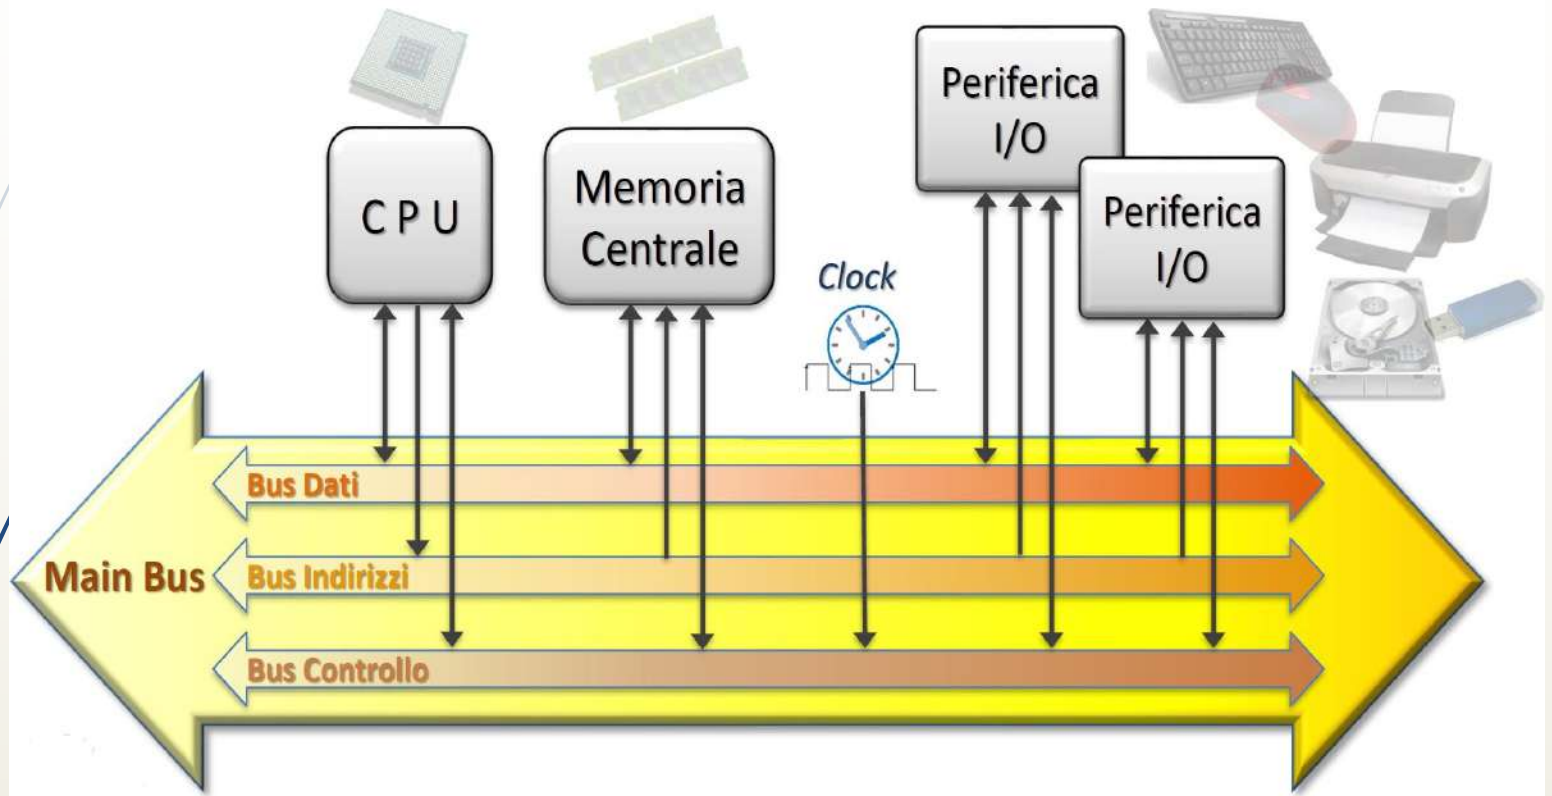 C P U
Memoria
Centrale
Periferica
I/O
Periferica
I/O
Clock
Bus Dati
Main Bus
Bus Indirizzi
Bus Controllo